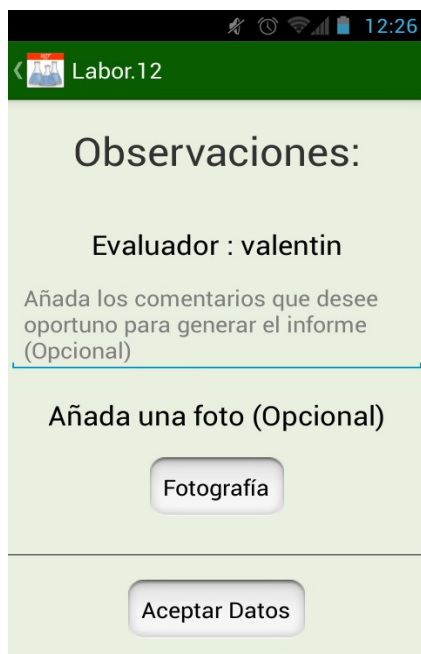 12:26
Labor.12
Observaciones:
Evaluador : valentin
Añada los comentarios que desee
oportuno para generar el informe
(Opcional)
Añada una foto (Opcional)
Fotografía
Aceptar Datos